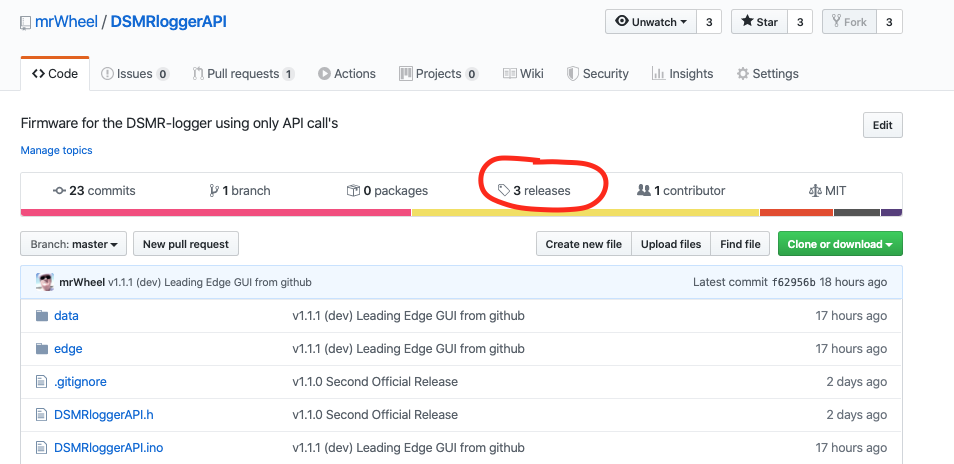 mrWheel / DSMRloggerAPI
Unwatch 3 Star 3 Fork 3
Code Issues 0 Pull requests 1 Actions Projects 0 Wiki Security Insights Settings
Firmware for the DSMR-logger using only API call's
Edit
Manage topics
23 commits 1 branch 0 packages 3 releases 1 contributor MIT
Branch: master New pull request Create new file Upload files Find file Clone or download
mrWheel v1.1.1 (dev) Leading Edge GUI from github Latest commit f62956b 18 hours ago
data v1.1.1 (dev) Leading Edge GUI from github 17 hours ago
edge v1.1.1 (dev) Leading Edge GUI from github 17 hours ago
.gitignore v1.1.0 Second Official Release 2 days ago
DSMRloggerAPI.h v1.1.0 Second Official Release 2 days ago
DSMRloggerAPI.ino v1.1.1 (dev) Leading Edge GUI from github 17 hours ago